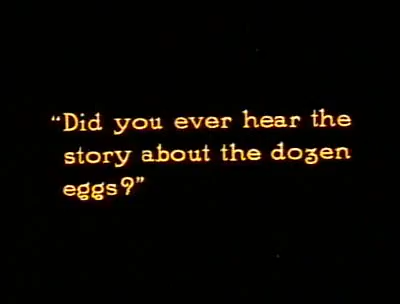 “Did you ever hear the
story about the dozen
eggs?”